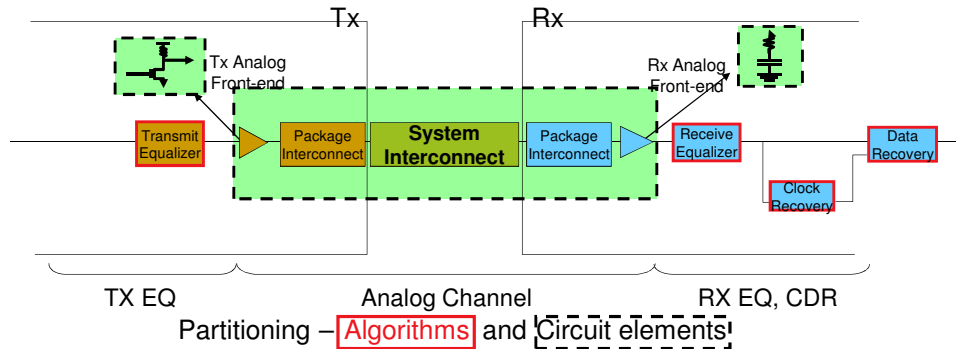 Tx
Rx
Tx Analog
Front-end
Rx Analog
Front-end
Transmit
Equalizer
Package
Interconnect
System
Interconnect
Package
Interconnect
Receive
Equalizer
Data
Recovery
Clock
Recovery
TX EQ
Analog Channel
RX EQ, CDR
Partitioning – Algorithms and Circuit elements